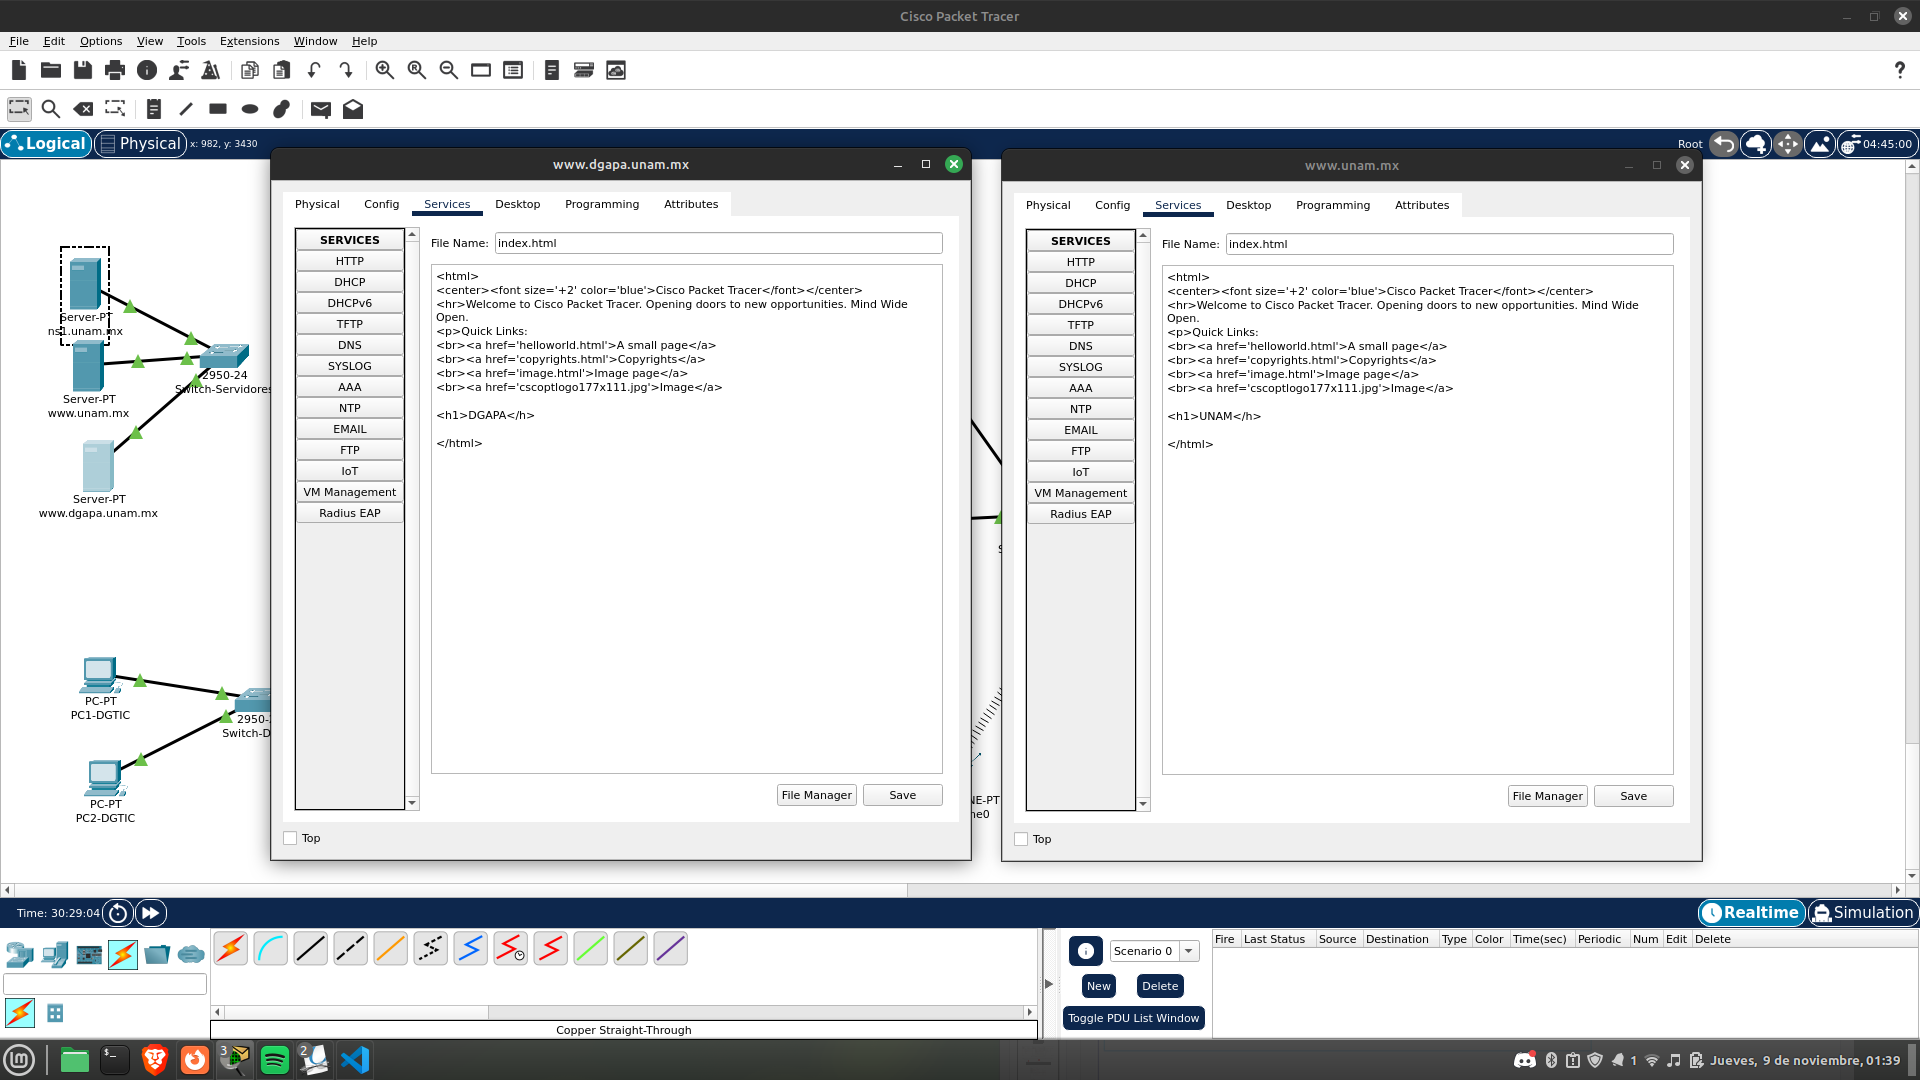 Cisco Packet Tracer
File Edit Options View Tools Extensions Window Help
?
Logical Physical x: 982, y: 3430
Root 04:45:00
Server-PT
ns1.unam.mx
Server-PT
www.unam.mx
2950-24
Switch-Servidores
Server-PT
www.dgapa.unam.mx
PC-PT
PC1-DGTIC
2950-
Switch-D
PC-PT
PC2-DGTIC
www.dgapa.unam.mx
Physical Config Services Desktop Programming Attributes
SERVICES
HTTP
DHCP
DHCPv6
TFTP
DNS
SYSLOG
AAA
NTP
EMAIL
FTP
IoT
VM Management
Radius EAP
File Name: index.html
<html>
<center><font size='+2' color='blue'>Cisco Packet Tracer</font></center>
<hr>Welcome to Cisco Packet Tracer. Opening doors to new opportunities. Mind Wide
Open.
<p>Quick Links:
<br><a href='helloworld.html'>A small page</a>
<br><a href='copyrights.html'>Copyrights</a>
<br><a href='image.html'>Image page</a>
<br><a href='cscoptlogo177x111.jpg'>Image</a>
<h1>DGAPA</h>
</html>
File Manager Save
Top
www.unam.mx
Physical Config Services Desktop Programming Attributes
SERVICES
HTTP
DHCP
DHCPv6
TFTP
DNS
SYSLOG
AAA
NTP
EMAIL
FTP
IoT
VM Management
Radius EAP
File Name: index.html
<html>
<center><font size='+2' color='blue'>Cisco Packet Tracer</font></center>
<hr>Welcome to Cisco Packet Tracer. Opening doors to new opportunities. Mind Wide
Open.
<p>Quick Links:
<br><a href='helloworld.html'>A small page</a>
<br><a href='copyrights.html'>Copyrights</a>
<br><a href='image.html'>Image page</a>
<br><a href='cscoptlogo177x111.jpg'>Image</a>
<h1>UNAM</h>
</html>
File Manager Save
Top
NE-PT
ne0
Time: 30:29:04
Realtime Simulation
Scenario 0
New Delete
Toggle PDU List Window
Fire Last Status Source Destination Type Color Time(sec) Periodic Num Edit Delete
Copper Straight-Through
3 2
1 Jueves, 9 de noviembre, 01:39